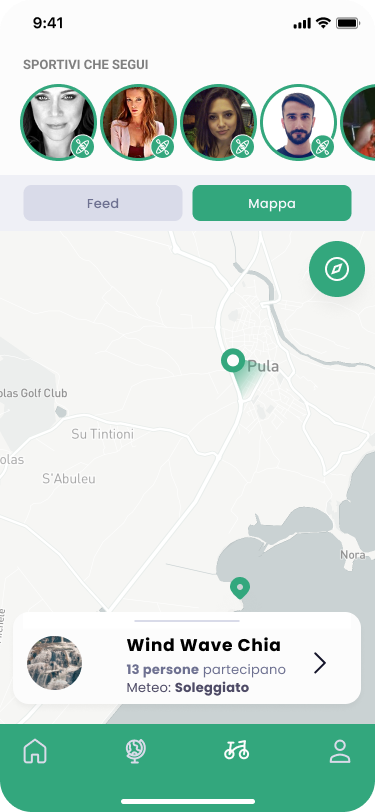 9:41
SPORTIVI CHE SEGUI
Feed
Mappa
Pula
olas Golf Club
Su Tintioni
olas
S'Abuleu
Nora
Wind Wave Chia
13 persone partecipano
Meteo: Soleggiato